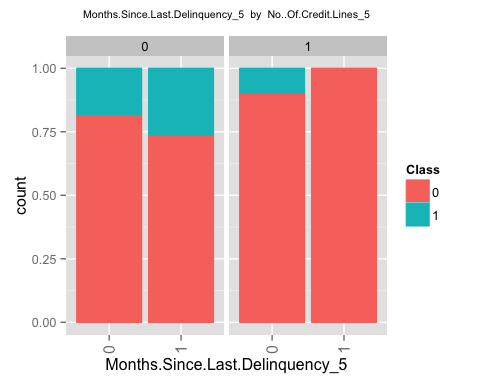 Months.Since.Last.Delinquency_5 by No..Of.Credit.Lines_5
0 1
1.00
0.75
0.50
0.25
0.00
count
0 1 0 1
Months.Since.Last.Delinquency_5
Class
0
1